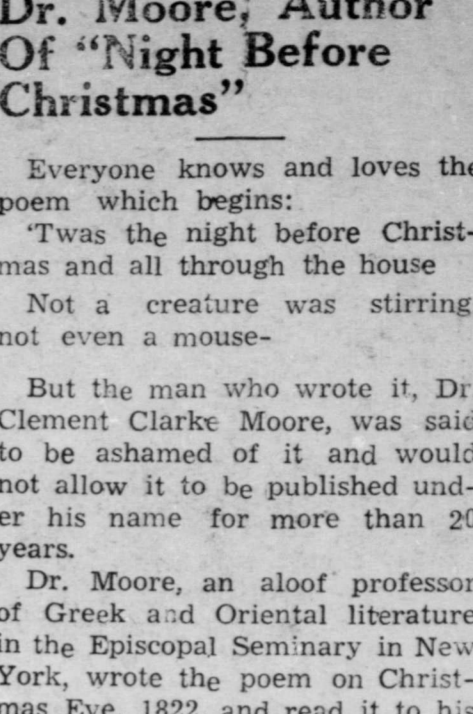 Dr. Moore, Author
Of "Night Before
Christmas"
Everyone knows and loves the
poem which begins:
'Twas the night before Christ-
mas and all through the house
Not a creature was stirring
not even a mouse-
But the man who wrote it, Dr
Clement Clarke Moore, was said
to be ashamed of it and would
not allow it to be published und-
er his name for more than 20
years.
Dr. Moore, an aloof professor
of Greek and Oriental literature
in the Episcopal Seminary in New
York, wrote the poem on Christ-
mas Eve, 1822, and read it to his